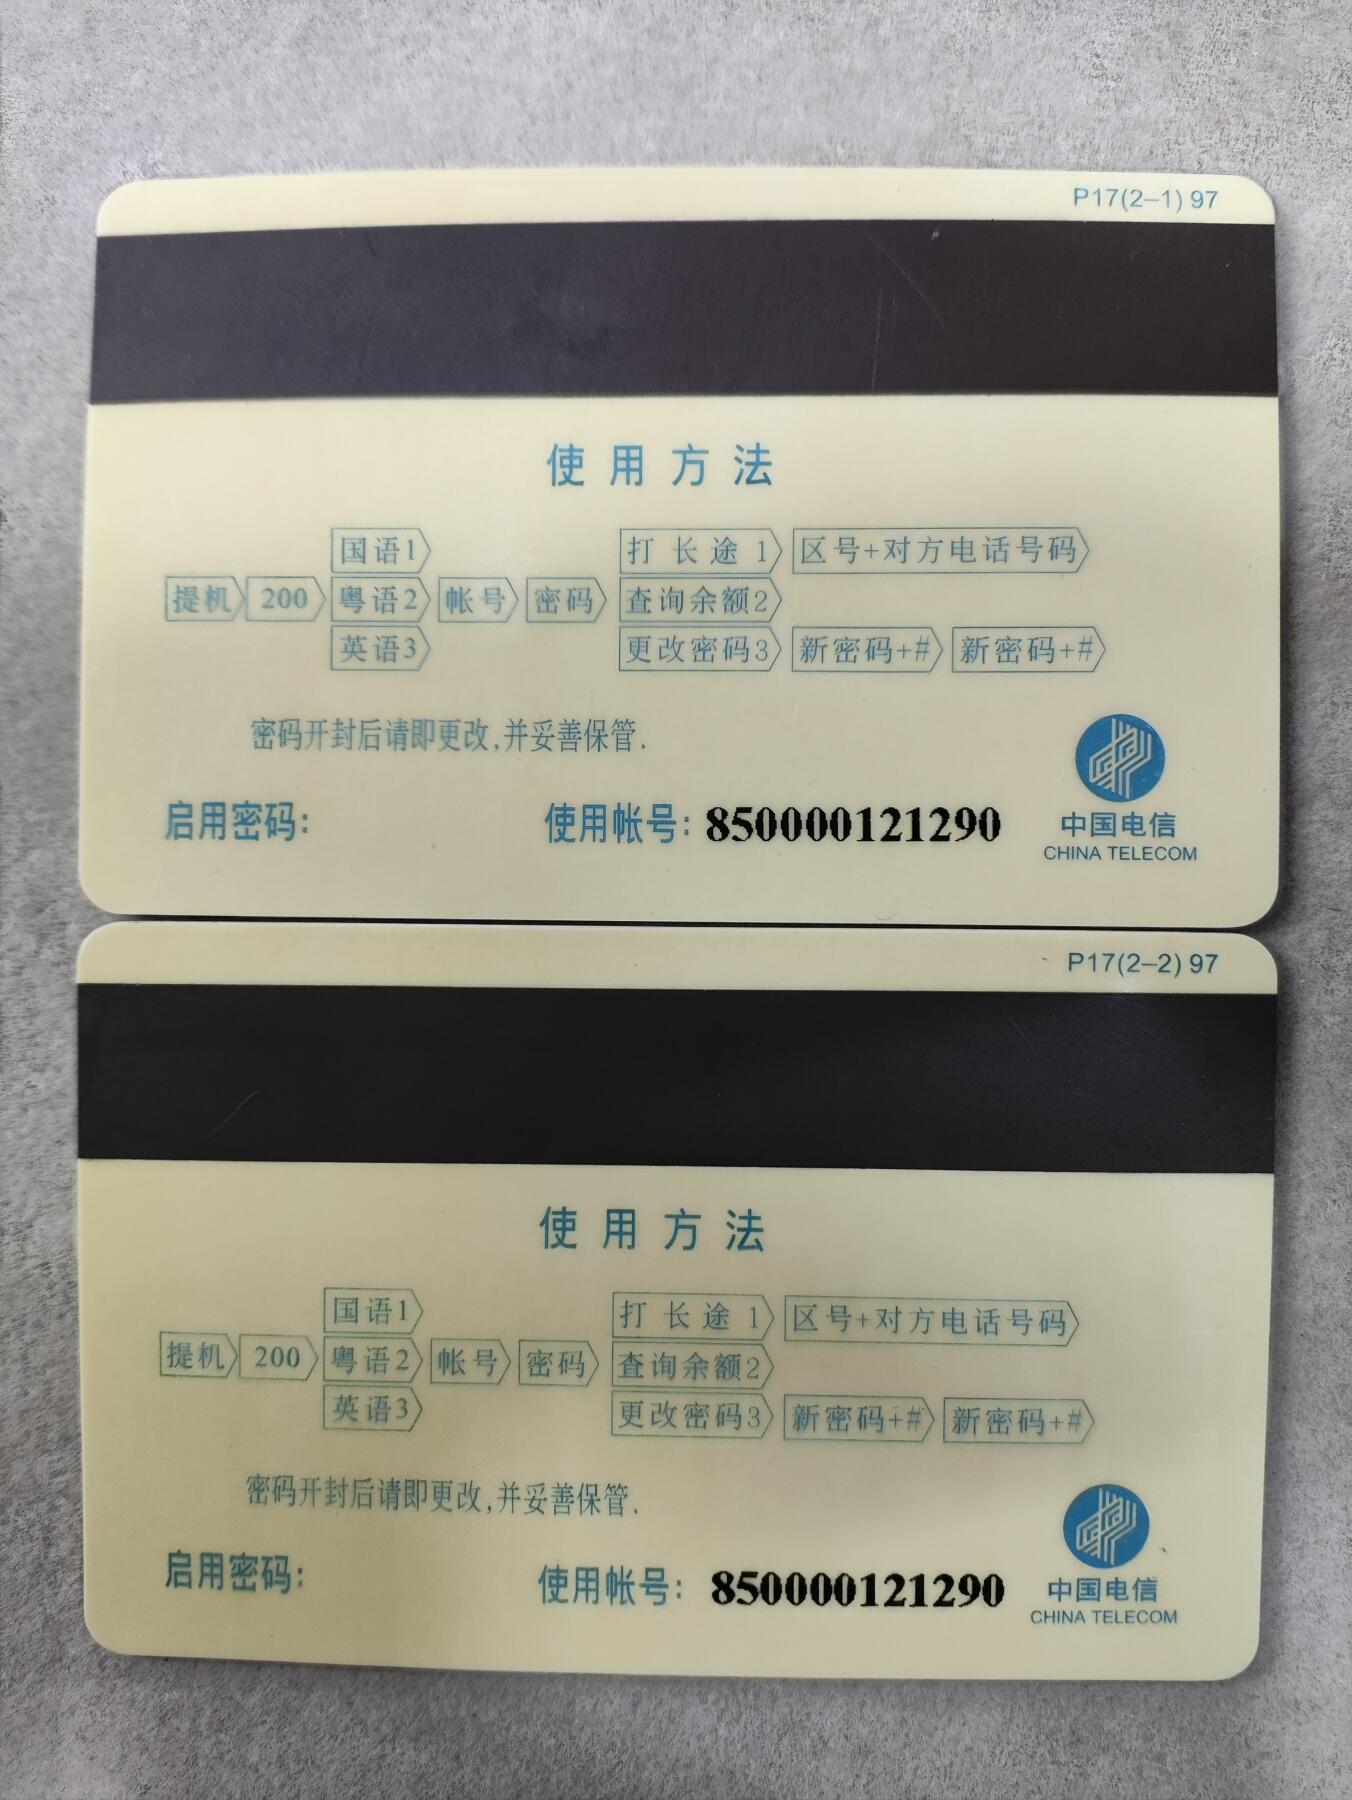 P17(2–1) 97
使用方法
国语1 打长途1 区号+对方电话号码
提机 200 粤语2 帐号 密码 查询余额2
英语3 更改密码3 新密码+# 新密码+#
密码开封后请即更改,并妥善保管.
启用密码: 使用帐号: 850000121290
中国电信
CHINA TELECOM
P17(2–2) 97
使用方法
国语1 打长途1 区号+对方电话号码
提机 200 粤语2 帐号 密码 查询余额2
英语3 更改密码3 新密码+# 新密码+#
密码开封后请即更改,并妥善保管.
启用密码: 使用帐号: 850000121290
中国电信
CHINA TELECOM